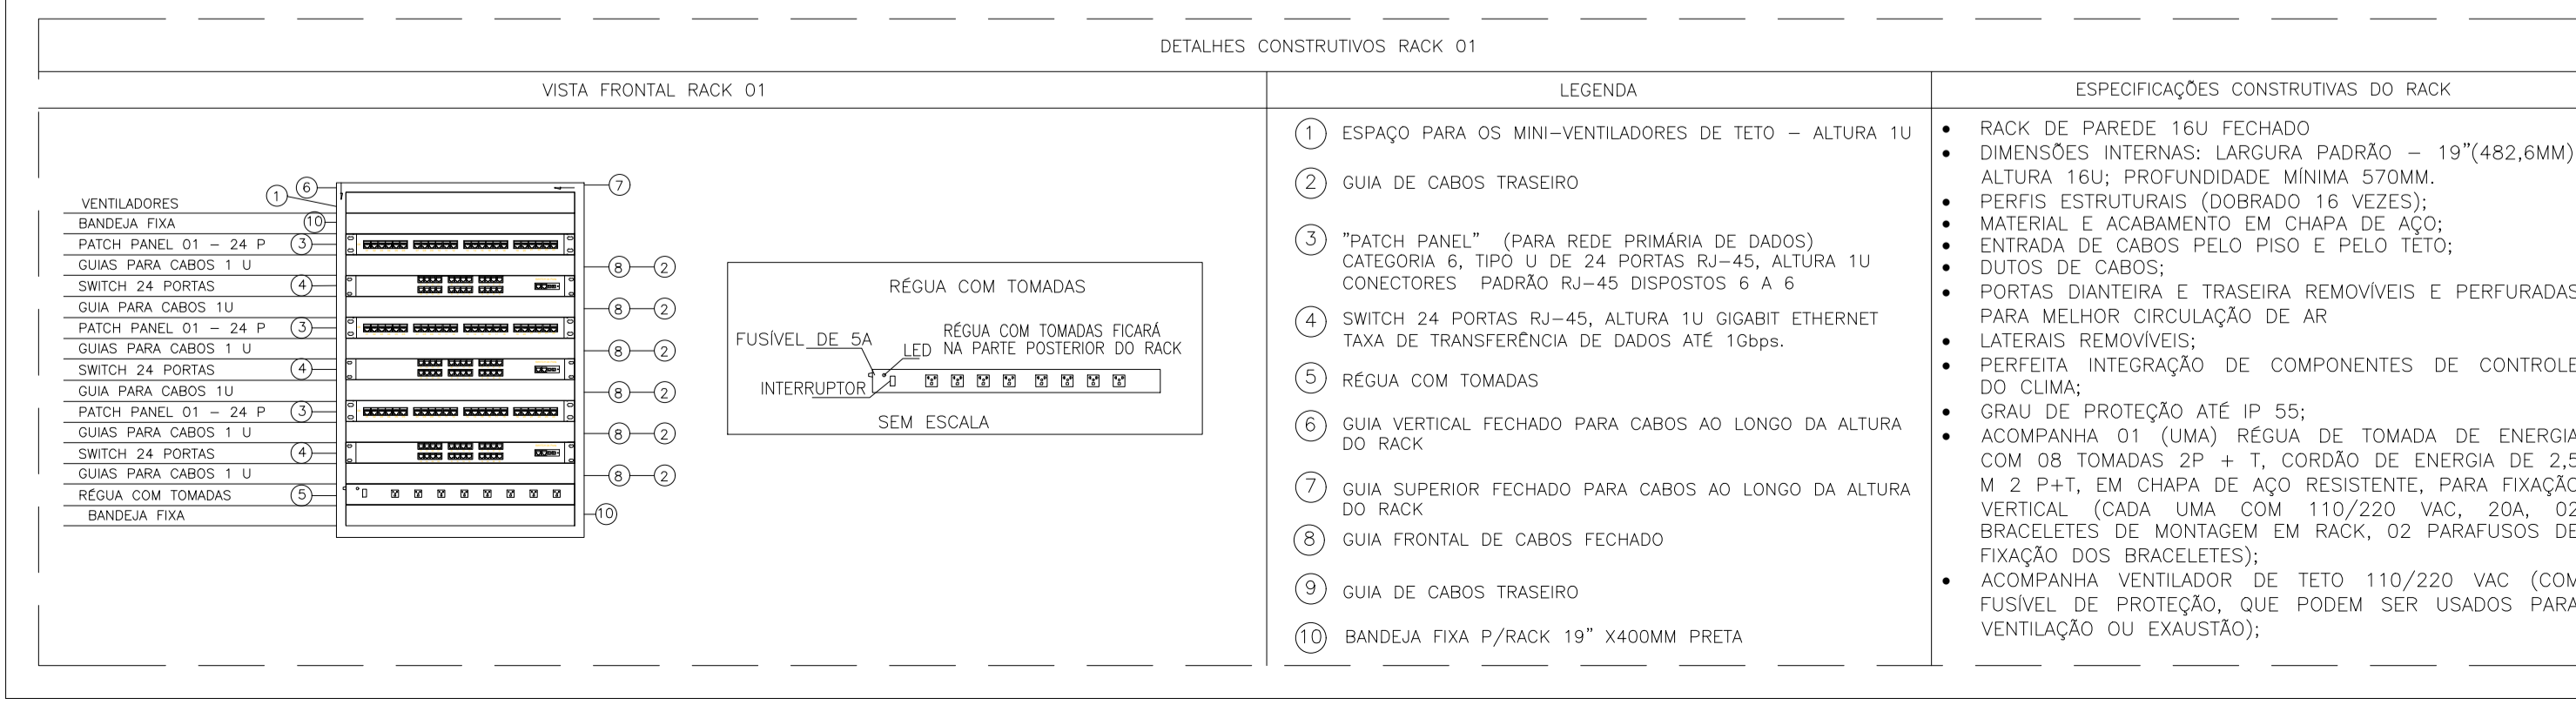 DETALHES CONSTRUTIVOS RACK 01
VISTA FRONTAL RACK 01
VENTILADORES
BANDEJA FIXA
PATCH PANEL 01 – 24 P
GUIAS PARA CABOS 1 U
SWITCH 24 PORTAS
GUIA PARA CABOS 1U
PATCH PANEL 01 – 24 P
GUIAS PARA CABOS 1 U
SWITCH 24 PORTAS
GUIA PARA CABOS 1U
PATCH PANEL 01 – 24 P
GUIAS PARA CABOS 1 U
SWITCH 24 PORTAS
GUIAS PARA CABOS 1 U
RÉGUA COM TOMADAS
BANDEJA FIXA
6
1
10
3
4
3
4
3
4
5
7
8 2
8 2
8 2
8 2
8 2
8 2
10
RÉGUA COM TOMADAS
FUSÍVEL DE 5A
LED
RÉGUA COM TOMADAS FICARÁ
NA PARTE POSTERIOR DO RACK
INTERRUPTOR
SEM ESCALA
LEGENDA
1 ESPAÇO PARA OS MINI–VENTILADORES DE TETO – ALTURA 1U
2 GUIA DE CABOS TRASEIRO
3 "PATCH PANEL" (PARA REDE PRIMÁRIA DE DADOS)
CATEGORIA 6, TIPO U DE 24 PORTAS RJ–45, ALTURA 1U
CONECTORES PADRÃO RJ–45 DISPOSTOS 6 A 6
4 SWITCH 24 PORTAS RJ–45, ALTURA 1U GIGABIT ETHERNET
TAXA DE TRANSFERÊNCIA DE DADOS ATÉ 1Gbps.
5 RÉGUA COM TOMADAS
6 GUIA VERTICAL FECHADO PARA CABOS AO LONGO DA ALTURA
DO RACK
7 GUIA SUPERIOR FECHADO PARA CABOS AO LONGO DA ALTURA
DO RACK
8 GUIA FRONTAL DE CABOS FECHADO
9 GUIA DE CABOS TRASEIRO
10 BANDEJA FIXA P/RACK 19" X400MM PRETA
ESPECIFICAÇÕES CONSTRUTIVAS DO RACK
• RACK DE PAREDE 16U FECHADO
• DIMENSÕES INTERNAS: LARGURA PADRÃO – 19"(482,6MM)
ALTURA 16U; PROFUNDIDADE MÍNIMA 570MM.
• PERFIS ESTRUTURAIS (DOBRADO 16 VEZES);
• MATERIAL E ACABAMENTO EM CHAPA DE AÇO;
• ENTRADA DE CABOS PELO PISO E PELO TETO;
• DUTOS DE CABOS;
• PORTAS DIANTEIRA E TRASEIRA REMOVÍVEIS E PERFURADAS
PARA MELHOR CIRCULAÇÃO DE AR
• LATERAIS REMOVÍVEIS;
• PERFEITA INTEGRAÇÃO DE COMPONENTES DE CONTROLE
DO CLIMA;
• GRAU DE PROTEÇÃO ATÉ IP 55;
• ACOMPANHA 01 (UMA) RÉGUA DE TOMADA DE ENERGIA
COM 08 TOMADAS 2P + T, CORDÃO DE ENERGIA DE 2,5
M 2 P+T, EM CHAPA DE AÇO RESISTENTE, PARA FIXAÇÃO
VERTICAL (CADA UMA COM 110/220 VAC, 20A, 02
BRACELETES DE MONTAGEM EM RACK, 02 PARAFUSOS DE
FIXAÇÃO DOS BRACELETES);
• ACOMPANHA VENTILADOR DE TETO 110/220 VAC (COM
FUSÍVEL DE PROTEÇÃO, QUE PODEM SER USADOS PARA
VENTILAÇÃO OU EXAUSTÃO);